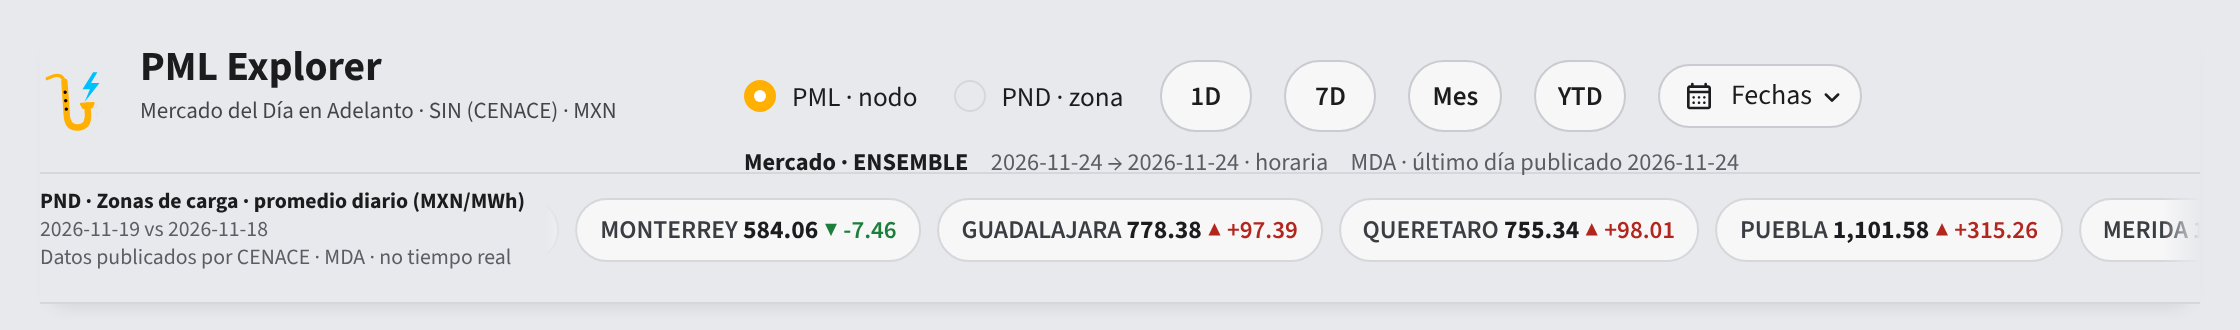 PML Explorer
Mercado del Día en Adelanto · SIN (CENACE) · MXN
PML · nodo PND · zona 1D 7D Mes YTD Fechas
Mercado · ENSEMBLE 2026-11-24 → 2026-11-24 · horaria MDA · último día publicado 2026-11-24
PND · Zonas de carga · promedio diario (MXN/MWh)
2026-11-19 vs 2026-11-18
Datos publicados por CENACE · MDA · no tiempo real
MONTERREY 584.06 ▼ -7.46 GUADALAJARA 778.38 ▲ +97.39 QUERETARO 755.34 ▲ +98.01 PUEBLA 1,101.58 ▲ +315.26 MERIDA